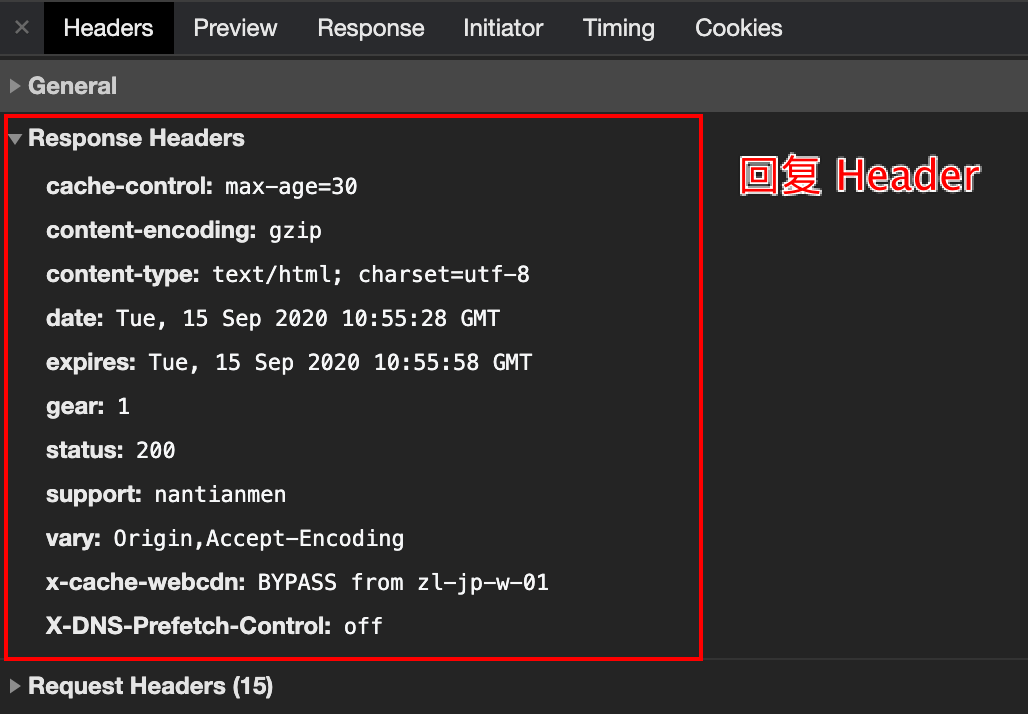 × Headers Preview Response Initiator Timing Cookies
General
Response Headers
回复 Header
cache-control: max-age=30
content-encoding: gzip
content-type: text/html; charset=utf-8
date: Tue, 15 Sep 2020 10:55:28 GMT
expires: Tue, 15 Sep 2020 10:55:58 GMT
gear: 1
status: 200
support: nantianmen
vary: Origin,Accept-Encoding
x-cache-webcdn: BYPASS from zl-jp-w-01
X-DNS-Prefetch-Control: off
Request Headers (15)